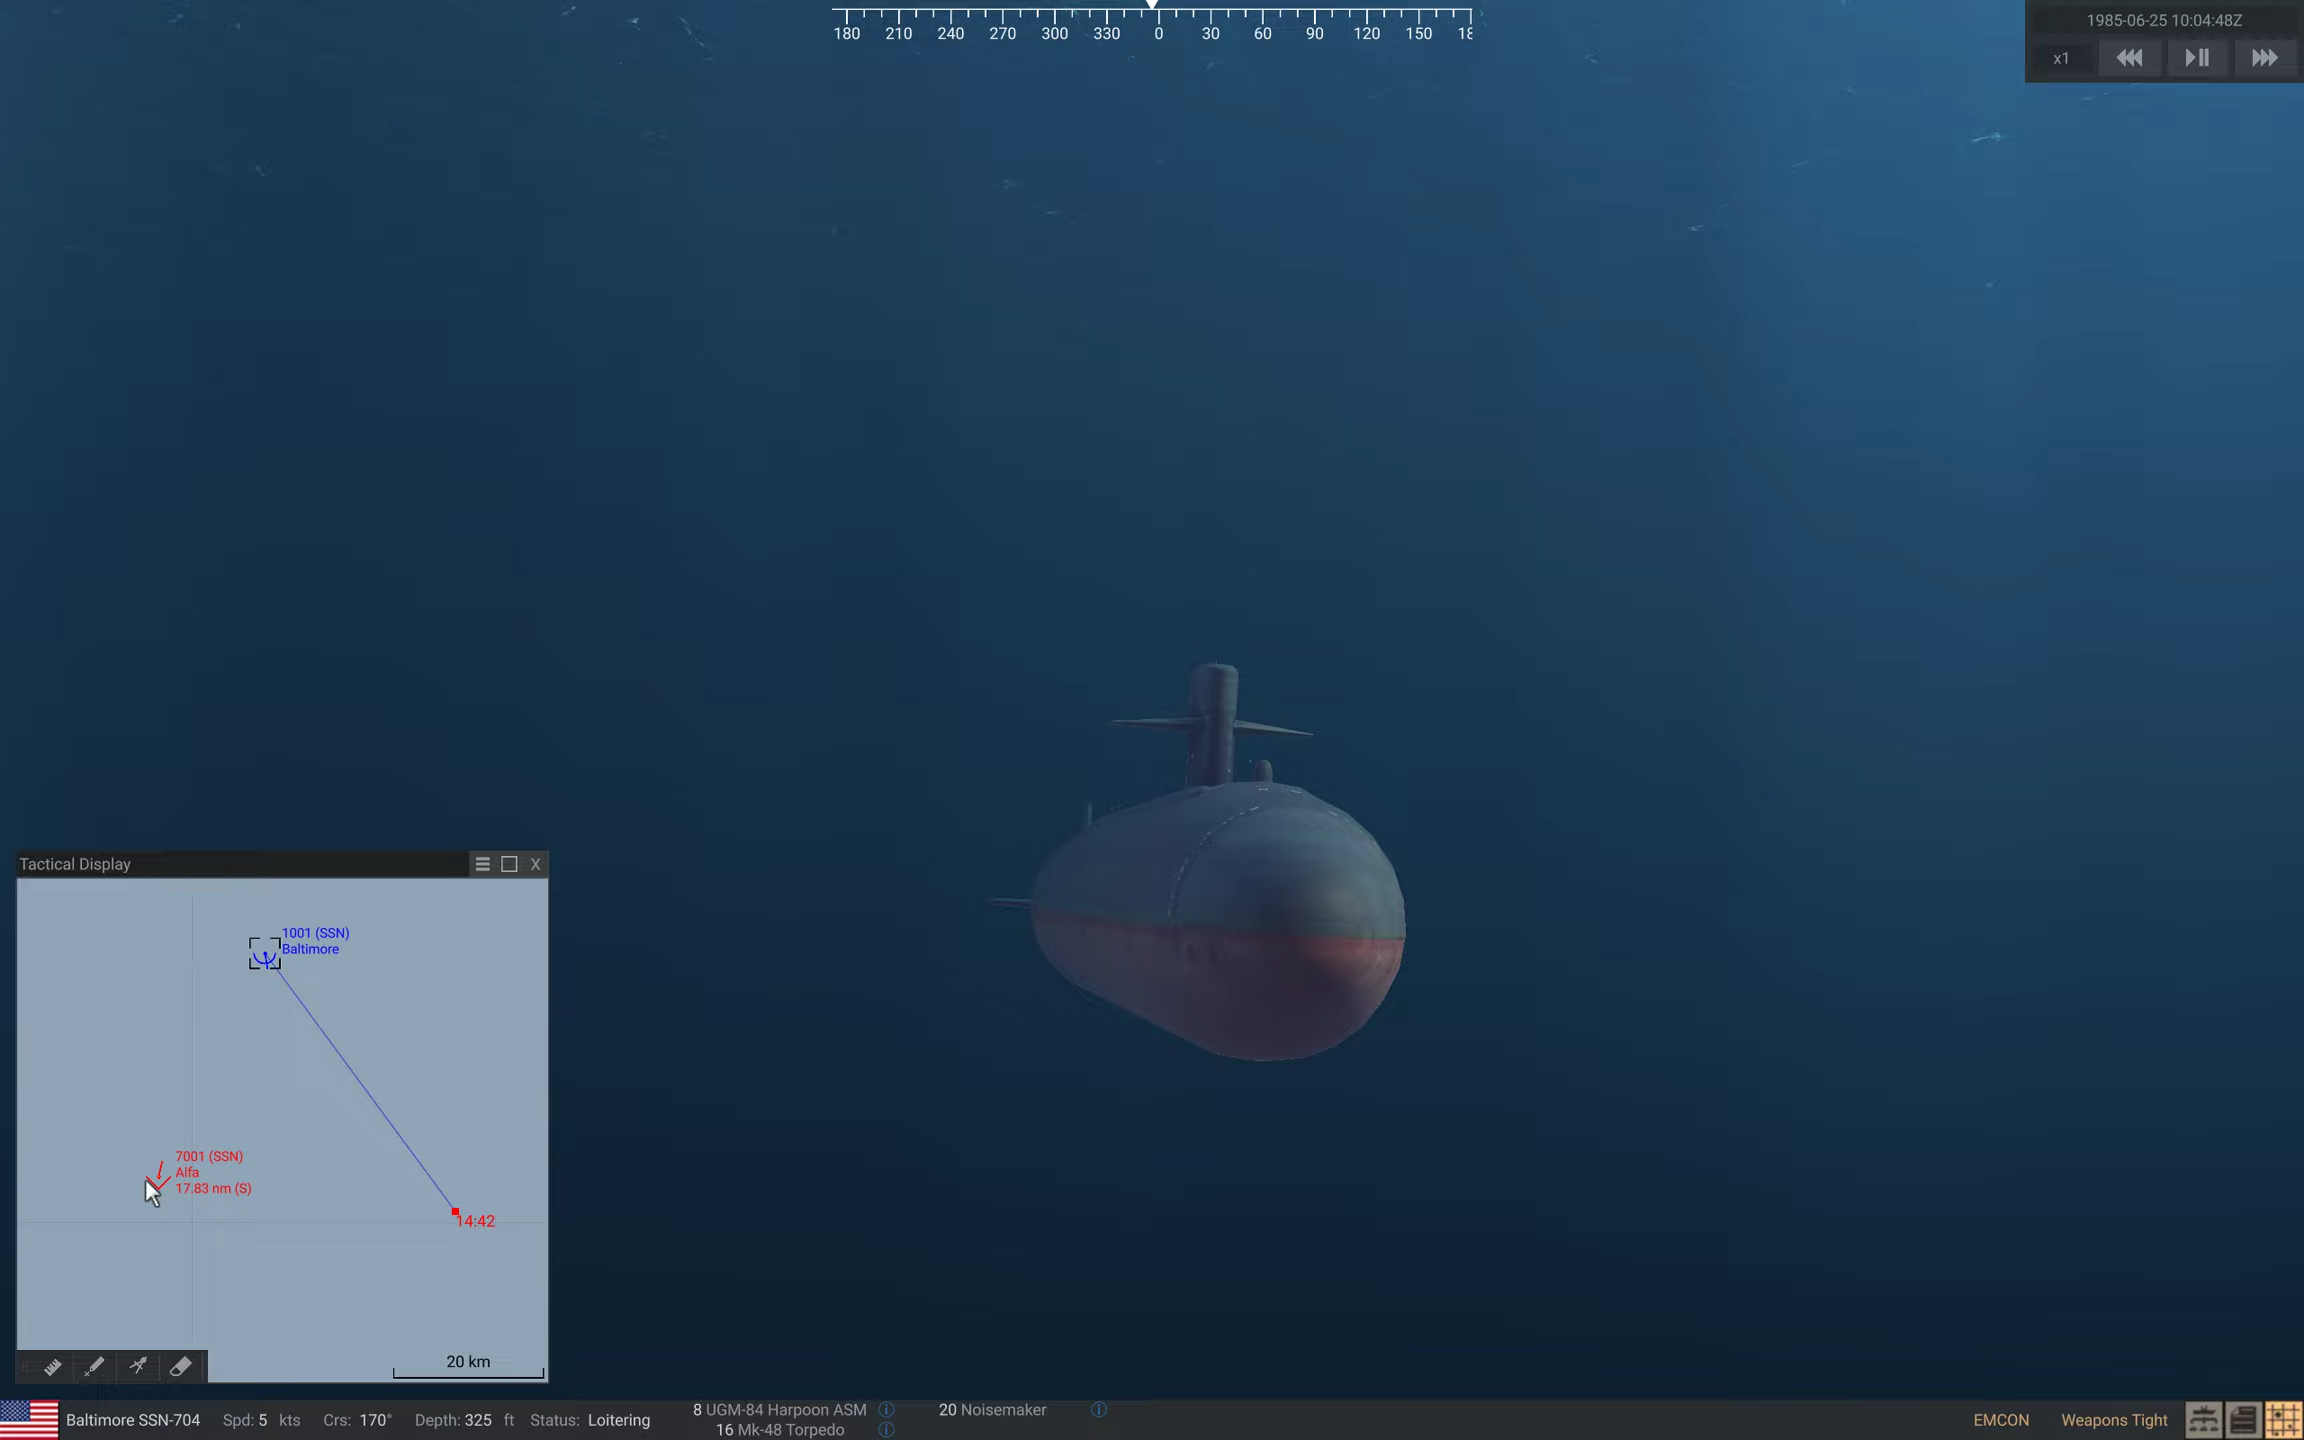 180 210 240 270 300 330 0 30 60 90 120 150
1985-06-25 10:04:48Z
x1
Tactical Display
X
1001 (SSN)
Baltimore
7001 (SSN)
Alfa
17.83 nm (S)
14:42
20 km
Baltimore SSN-704 Spd: 5 kts Crs: 170° Depth: 325 ft Status: Loitering
8 UGM-84 Harpoon ASM
16 Mk-48 Torpedo
20 Noisemaker
EMCON Weapons Tight